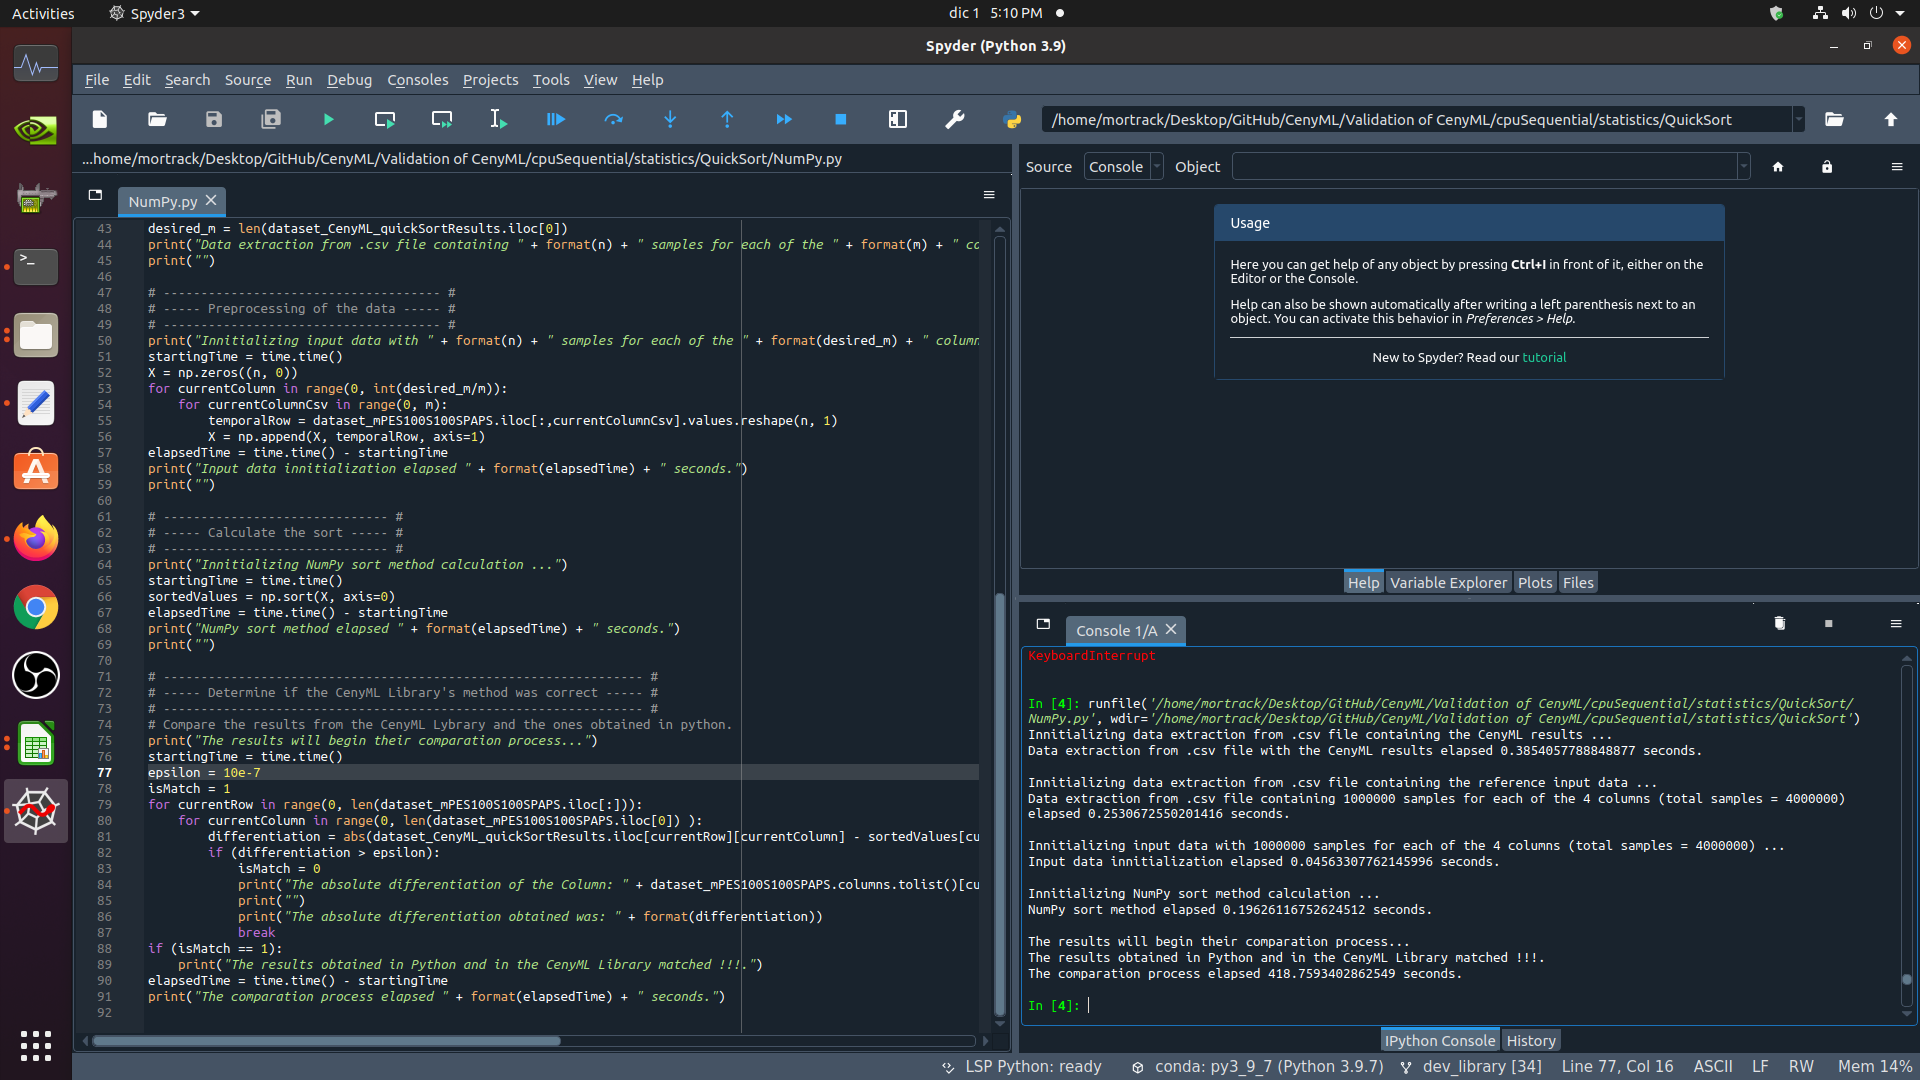 Activities
Spyder3
dic 1 5:10 PM
Spyder (Python 3.9)
File Edit Search Source Run Debug Consoles Projects Tools View Help
/home/mortrack/Desktop/GitHub/CenyML/Validation of CenyML/cpuSequential/statistics/QuickSort
...home/mortrack/Desktop/GitHub/CenyML/Validation of CenyML/cpuSequential/statistics/QuickSort/NumPy.py
NumPy.py
43 desired_m = len(dataset_CenyML_quickSortResults.iloc[0])
44 print("Data extraction from .csv file containing " + format(n) + " samples for each of the " + format(m) + " co
45 print("")
46
47 # ------------------------------------- #
48 # ----- Preprocessing of the data ----- #
49 # ------------------------------------- #
50 print("Innitializing input data with " + format(n) + " samples for each of the " + format(desired_m) + " column
51 startingTime = time.time()
52 X = np.zeros((n, 0))
53 for currentColumn in range(0, int(desired_m/m)):
54     for currentColumnCsv in range(0, m):
55         temporalRow = dataset_mPES100S100SPAPS.iloc[:,currentColumnCsv].values.reshape(n, 1)
56         X = np.append(X, temporalRow, axis=1)
57 elapsedTime = time.time() - startingTime
58 print("Input data innitialization elapsed " + format(elapsedTime) + " seconds.")
59 print("")
60
61 # ------------------------------ #
62 # ----- Calculate the sort ----- #
63 # ------------------------------ #
64 print("Innitializing NumPy sort method calculation ...")
65 startingTime = time.time()
66 sortedValues = np.sort(X, axis=0)
67 elapsedTime = time.time() - startingTime
68 print("NumPy sort method elapsed " + format(elapsedTime) + " seconds.")
69 print("")
70
71 # ---------------------------------------------------------------- #
72 # ----- Determine if the CenyML Library's method was correct ----- #
73 # ---------------------------------------------------------------- #
74 # Compare the results from the CenyML Lybrary and the ones obtained in python.
75 print("The results will begin their comparation process...")
76 startingTime = time.time()
77 epsilon = 10e-7
78 isMatch = 1
79 for currentRow in range(0, len(dataset_mPES100S100SPAPS.iloc[:])):
80     for currentColumn in range(0, len(dataset_mPES100S100SPAPS.iloc[0]) ):
81         differentiation = abs(dataset_CenyML_quickSortResults.iloc[currentRow][currentColumn] - sortedValues[cu
82         if (differentiation > epsilon):
83             isMatch = 0
84             print("The absolute differentiation of the Column: " + dataset_mPES100S100SPAPS.columns.tolist()[cu
85             print("")
86             print("The absolute differentiation obtained was: " + format(differentiation))
87             break
88 if (isMatch == 1):
89     print("The results obtained in Python and in the CenyML Library matched !!!.")
90 elapsedTime = time.time() - startingTime
91 print("The comparation process elapsed " + format(elapsedTime) + " seconds.")
92
Source Console Object
Usage
Here you can get help of any object by pressing Ctrl+I in front of it, either on the
Editor or the Console.
Help can also be shown automatically after writing a left parenthesis next to an
object. You can activate this behavior in Preferences > Help.
New to Spyder? Read our tutorial
Help Variable Explorer Plots Files
Console 1/A
KeyboardInterrupt
In [4]: runfile('/home/mortrack/Desktop/GitHub/CenyML/Validation of CenyML/cpuSequential/statistics/QuickSort/
NumPy.py', wdir='/home/mortrack/Desktop/GitHub/CenyML/Validation of CenyML/cpuSequential/statistics/QuickSort')
Innitializing data extraction from .csv file containing the CenyML results ...
Data extraction from .csv file with the CenyML results elapsed 0.3854057788848877 seconds.
Innitializing data extraction from .csv file containing the reference input data ...
Data extraction from .csv file containing 1000000 samples for each of the 4 columns (total samples = 4000000)
elapsed 0.2530672550201416 seconds.
Innitializing input data with 1000000 samples for each of the 4 columns (total samples = 4000000) ...
Input data innitialization elapsed 0.04563307762145996 seconds.
Innitializing NumPy sort method calculation ...
NumPy sort method elapsed 0.19626116752624512 seconds.
The results will begin their comparation process...
The results obtained in Python and in the CenyML Library matched !!!.
The comparation process elapsed 418.7593402862549 seconds.
In [4]:
IPython Console History
LSP Python: ready conda: py3_9_7 (Python 3.9.7) dev_library [34] Line 77, Col 16 ASCII LF RW Mem 14%